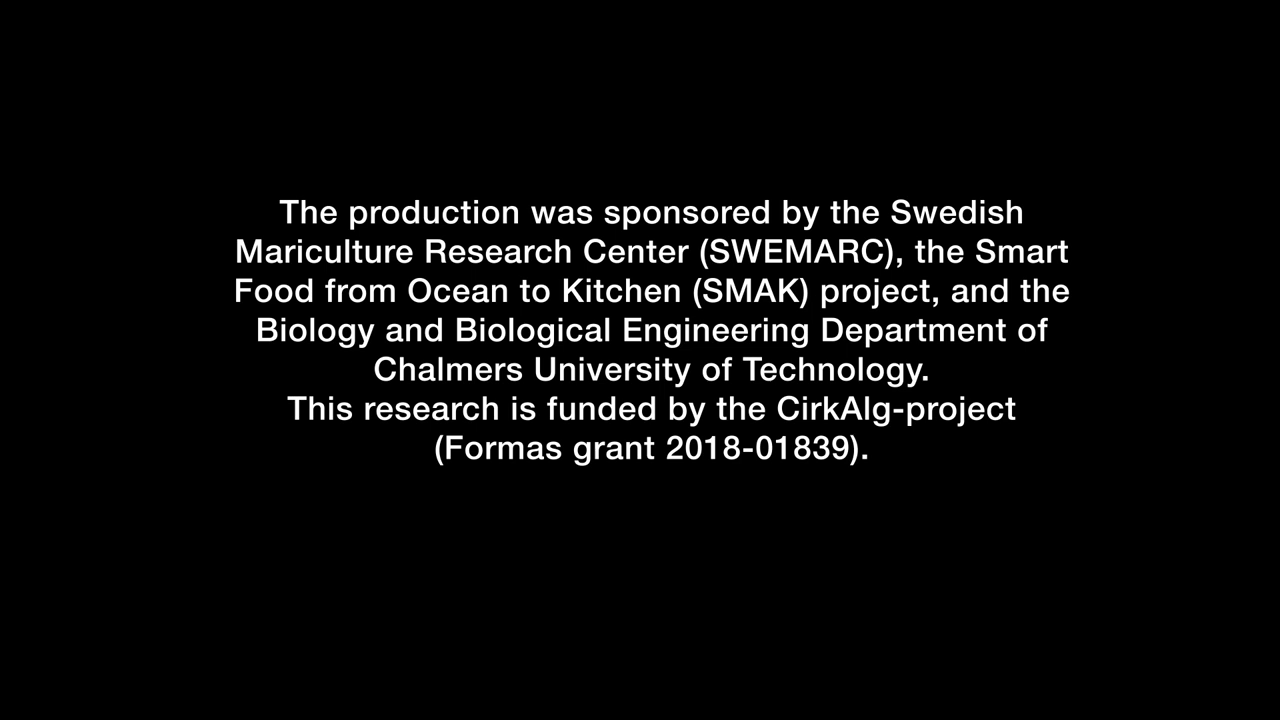 The production was sponsored by the Swedish
Mariculture Research Center (SWEMARC), the Smart
Food from Ocean to Kitchen (SMAK) project, and the
Biology and Biological Engineering Department of
Chalmers University of Technology.
This research is funded by the CirkAlg-project
(Formas grant 2018-01839).